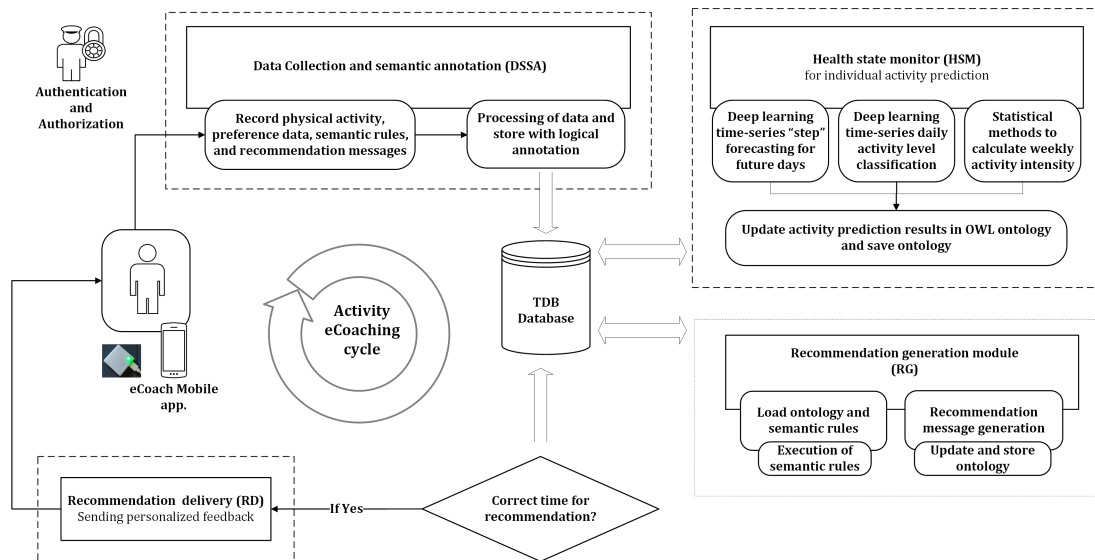 Authentication
and
Authorization
Data Collection and semantic annotation (DSSA)
Record physical activity,
preference data, semantic rules,
and recommendation messages
Processing of data and
store with logical
annotation
Health state monitor (HSM)
for individual activity prediction
Deep learning
time-series “step”
forecasting for
future days
Deep learning
time-series daily
activity level
classification
Statistical
methods to
calculate weekly
activity intensity
Update activity prediction results in OWL ontology
and save ontology
Activity
eCoaching
cycle
TDB
Database
eCoach Mobile
app.
Recommendation generation module
(RG)
Load ontology and
semantic rules
Execution of
semantic rules
Recommendation
message generation
Update and store
ontology
Recommendation delivery (RD)
Sending personalized feedback
If Yes
Correct time for
recommendation?